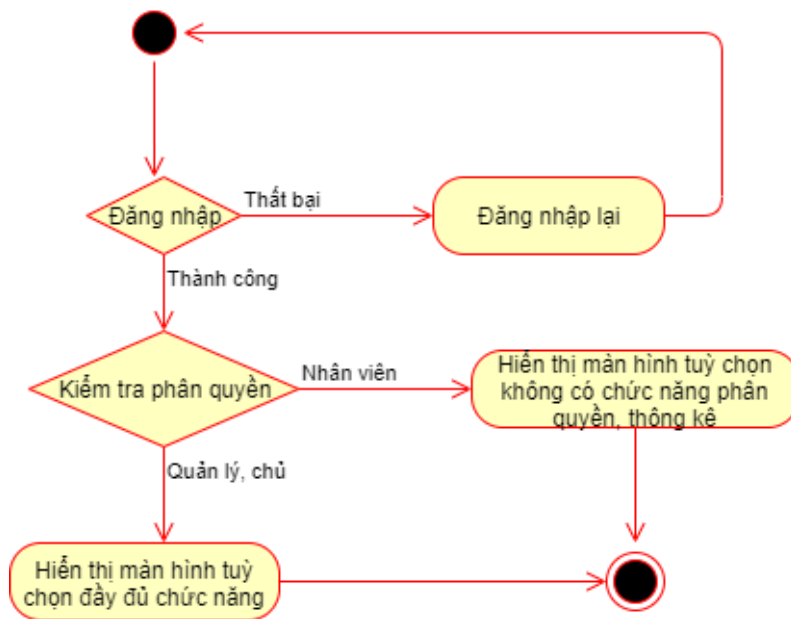 Đăng nhập
Thất bại
Đăng nhập lại
Thành công
Kiểm tra phân quyền
Nhân viên
Hiển thị màn hình tuỳ chọn
không có chức năng phân
quyền, thông kê
Quản lý, chủ
Hiển thị màn hình tuỳ
chọn đầy đủ chức năng